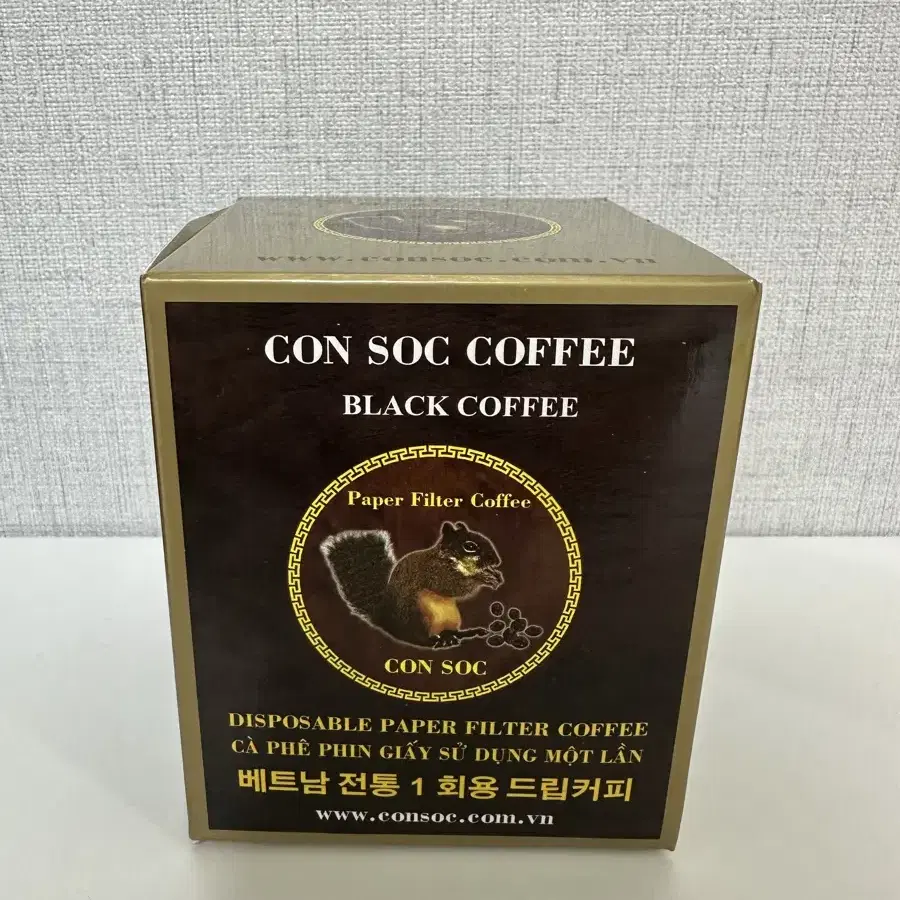 www.consoc.com.vn
CON SOC COFFEE
BLACK COFFEE
Paper Filter Coffee
CON SOC
DISPOSABLE PAPER FILTER COFFEE
CÀ PHÊ PHIN GIẤY SỬ DỤNG MỘT LẦN
베트남 전통 1 회용 드립커피
www.consoc.com.vn